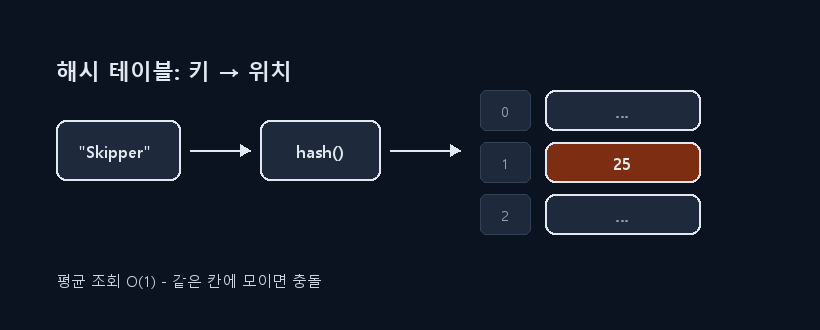 해시 테이블: 키 → 위치
"Skipper"
hash()
0
...
1
25
2
...
평균 조회 O(1) - 같은 칸에 모이면 충돌